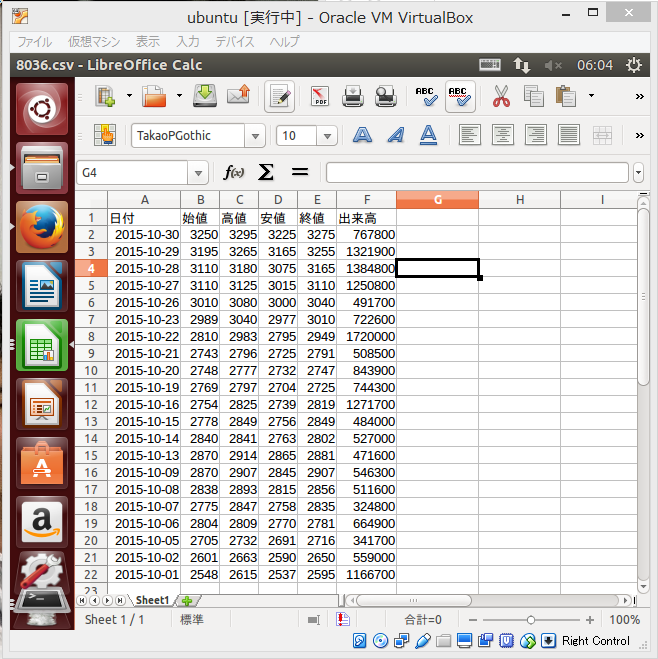 ubuntu [実行中] - Oracle VM VirtualBox
ファイル 仮想マシン 表示 入力 デバイス ヘルプ
8036.csv - LibreOffice Calc 06:04
PDF ABC ABC
TakaoPGothic 10
G4 f(x) Σ =
A B C D E F G H I
1 日付 始値 高値 安値 終値 出来高
2 2015-10-30 3250 3295 3225 3275 767800
3 2015-10-29 3195 3265 3165 3255 1321900
4 2015-10-28 3110 3180 3075 3165 1384800
5 2015-10-27 3110 3125 3015 3110 1250800
6 2015-10-26 3010 3080 3000 3040 491700
7 2015-10-23 2989 3040 2977 3010 722600
8 2015-10-22 2810 2983 2795 2949 1720000
9 2015-10-21 2743 2796 2725 2791 508500
10 2015-10-20 2748 2777 2732 2747 843900
11 2015-10-19 2769 2797 2704 2725 744300
12 2015-10-16 2754 2825 2739 2819 1271700
13 2015-10-15 2778 2849 2756 2849 484000
14 2015-10-14 2840 2841 2763 2802 527000
15 2015-10-13 2870 2914 2865 2881 471600
16 2015-10-09 2870 2907 2845 2907 546300
17 2015-10-08 2838 2893 2815 2856 511600
18 2015-10-07 2775 2847 2758 2835 324800
19 2015-10-06 2804 2809 2770 2781 664900
20 2015-10-05 2705 2732 2691 2716 341700
21 2015-10-02 2601 2663 2590 2650 559000
22 2015-10-01 2548 2615 2537 2595 1166700
23
Sheet1
Sheet 1 / 1 標準 合計=0 100%
Right Control